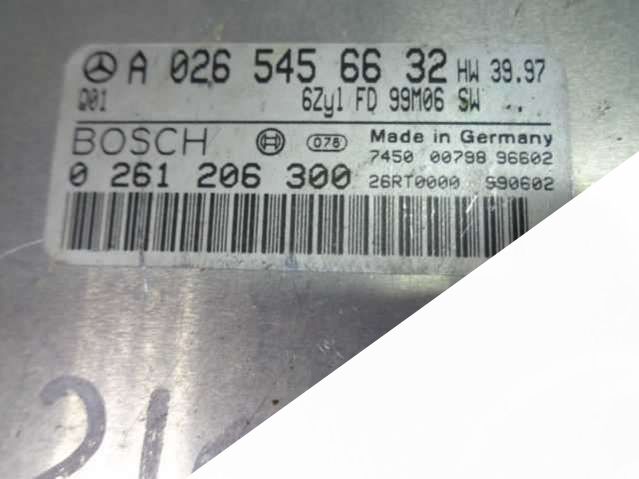 A 026 545 66 32 HW 39.97
Q01 6Zyl FD 99M06 SW ..
BOSCH 078 Made in Germany
7450 00798 96602
0 261 206 300 26RT0000 990602